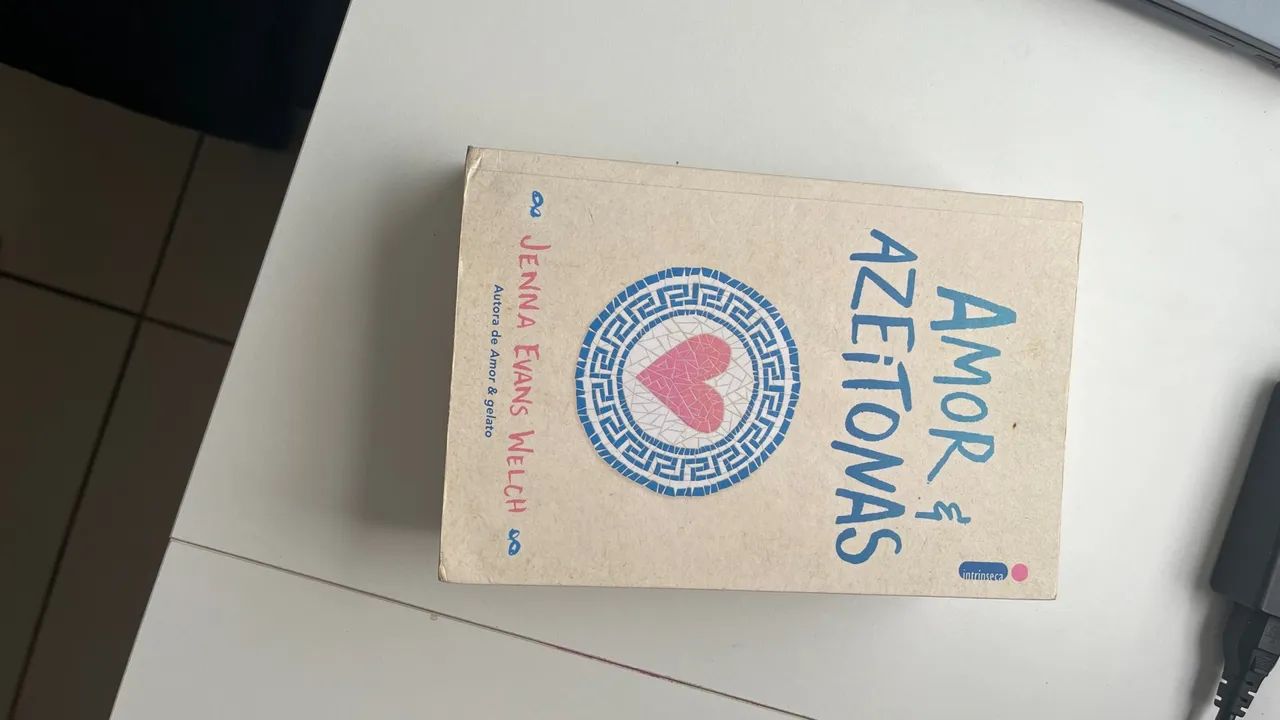 AMOR &
AZEITONAS
JENNA EVANS WELCH
Autora de Amor & gelato
intrínseca